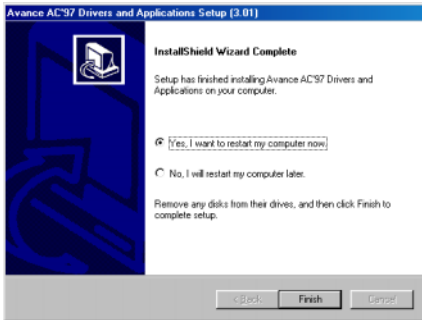 Avance AC'97 Drivers and Applications Setup (3.01)
InstallShield Wizard Complete
Setup has finished installing Avance AC'97 Drivers and
Applications on your computer.
Yes, I want to restart my computer now.
No, I will restart my computer later.
Remove any disks from their drives, and then click Finish to
complete setup.
< Back Finish Cancel